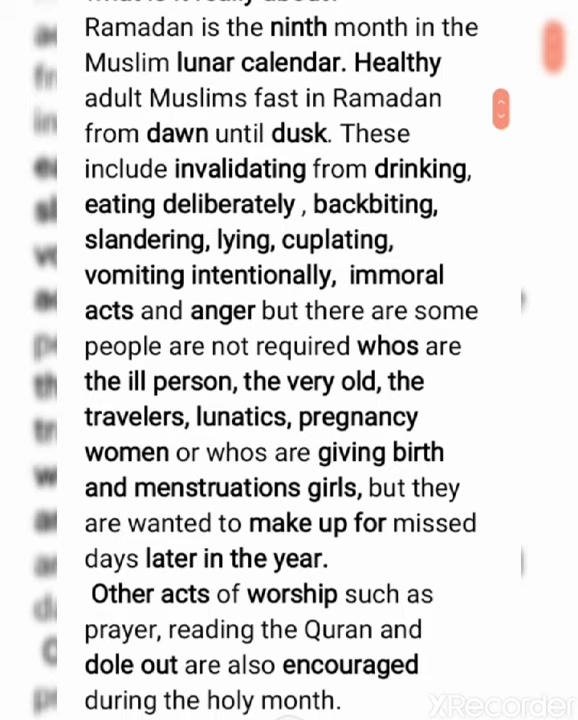 Ramadan is the ninth month in the
Muslim lunar calendar. Healthy
adult Muslims fast in Ramadan
from dawn until dusk. These
include invalidating from drinking,
eating deliberately , backbiting,
slandering, lying, cuplating,
vomiting intentionally, immoral
acts and anger but there are some
people are not required whos are
the ill person, the very old, the
travelers, lunatics, pregnancy
women or whos are giving birth
and menstruations girls, but they
are wanted to make up for missed
days later in the year.
Other acts of worship such as
prayer, reading the Quran and
dole out are also encouraged
during the holy month.
XRecorder